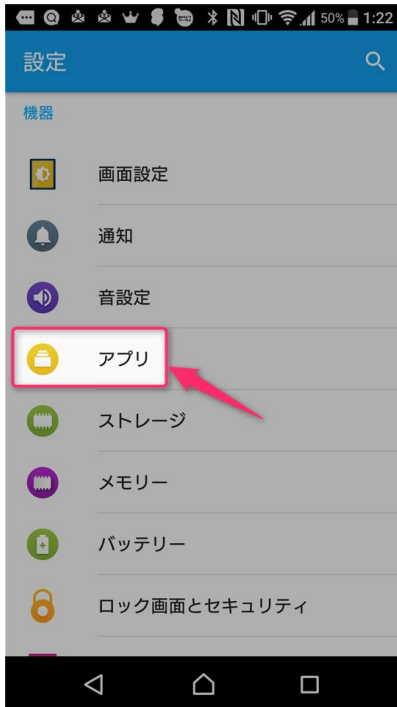 50% 1:22
設定
機器
画面設定
通知
音設定
アプリ
ストレージ
メモリー
バッテリー
ロック画面とセキュリティ